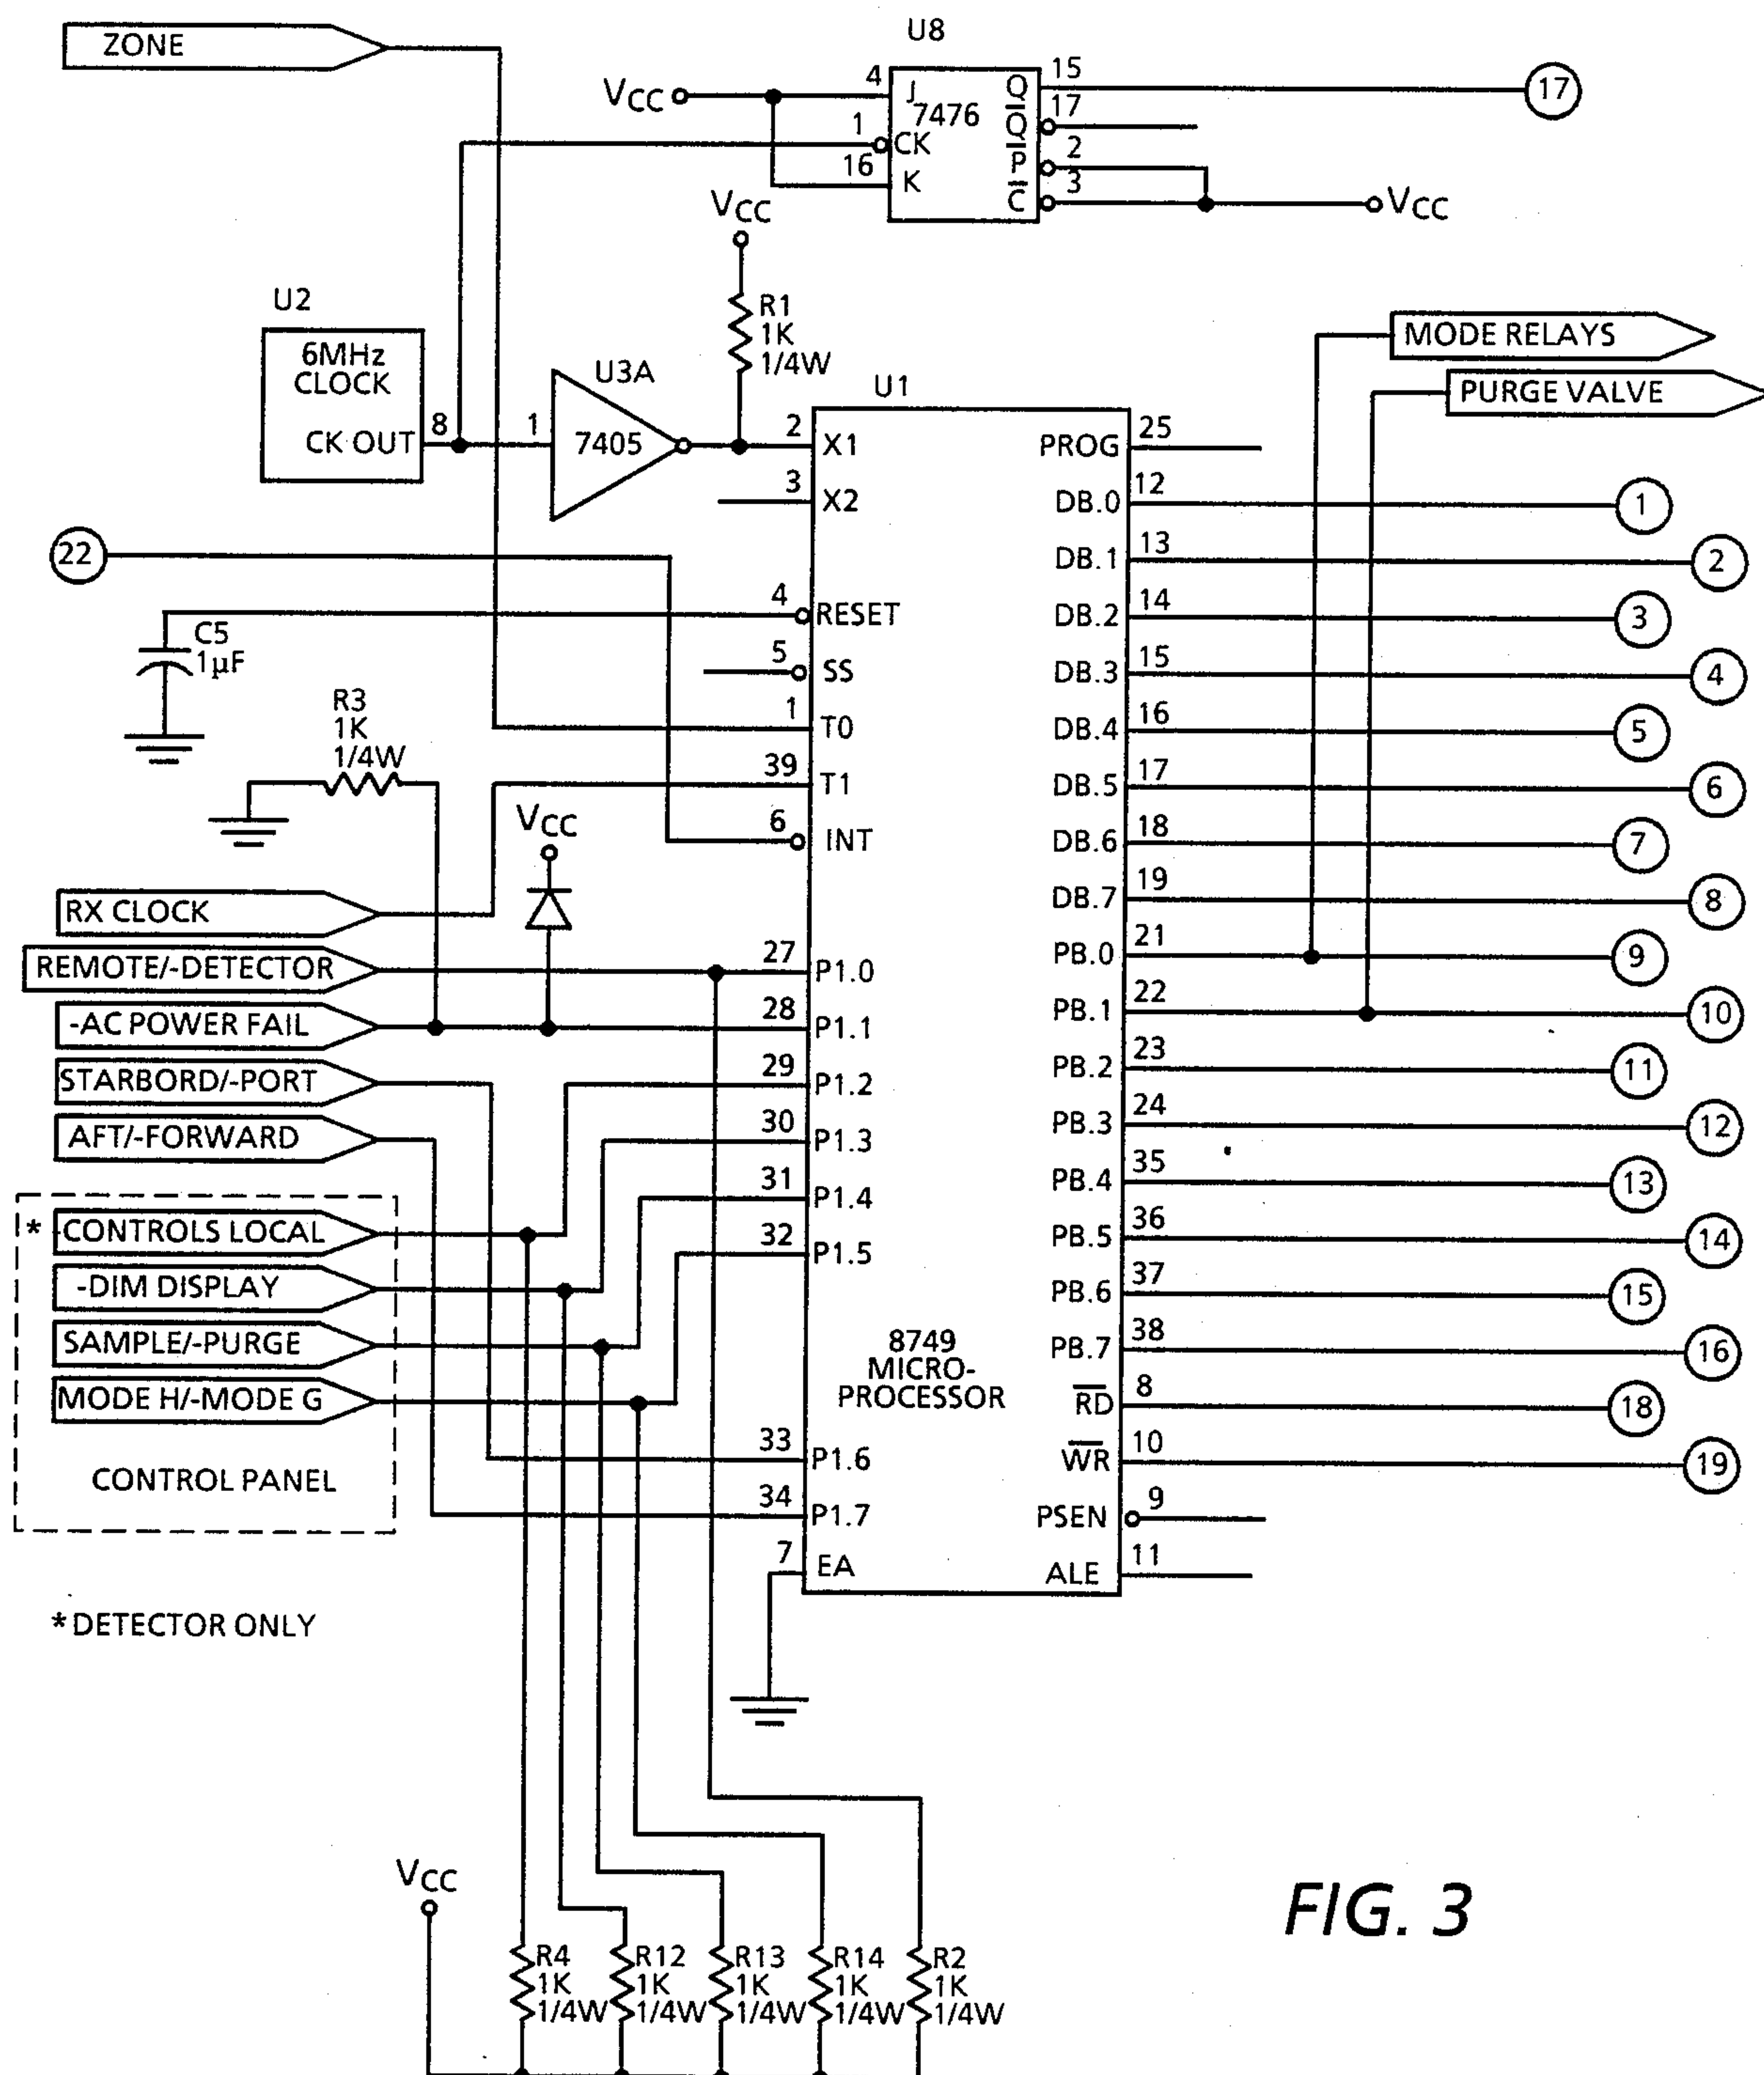 ZONE
U8
VCC
4
J
7476
1
CK
16
K
Q
15
17
Q
17
P
2
C
3
VCC
VCC
R1
1K
1/4W
U2
6MHz
CLOCK
CK OUT
8
1
U3A
7405
MODE RELAYS
PURGE VALVE
U1
2
X1
3
X2
22
4
RESET
C5
1µF
5
SS
1
T0
R3
1K
1/4W
39
T1
6
INT
VCC
RX CLOCK
REMOTE/-DETECTOR
27
P1.0
-AC POWER FAIL
28
P1.1
STARBORD/-PORT
29
P1.2
AFT/-FORWARD
30
P1.3
31
P1.4
* CONTROLS LOCAL
32
P1.5
-DIM DISPLAY
SAMPLE/-PURGE
MODE H/-MODE G
CONTROL PANEL
33
P1.6
34
P1.7
7
EA
8749
MICRO-
PROCESSOR
PROG
25
DB.0
12
1
DB.1
13
2
DB.2
14
3
DB.3
15
4
DB.4
16
5
DB.5
17
6
DB.6
18
7
DB.7
19
8
PB.0
21
9
PB.1
22
10
PB.2
23
11
PB.3
24
12
PB.4
35
13
PB.5
36
14
PB.6
37
15
PB.7
38
16
RD
8
18
WR
10
19
PSEN
9
ALE
11
* DETECTOR ONLY
VCC
R4
1K
1/4W
R12
1K
1/4W
R13
1K
1/4W
R14
1K
1/4W
R2
1K
1/4W
FIG. 3